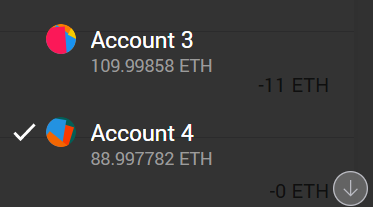 Account 3
109.99858 ETH
-11 ETH
Account 4
88.997782 ETH
-0 ETH